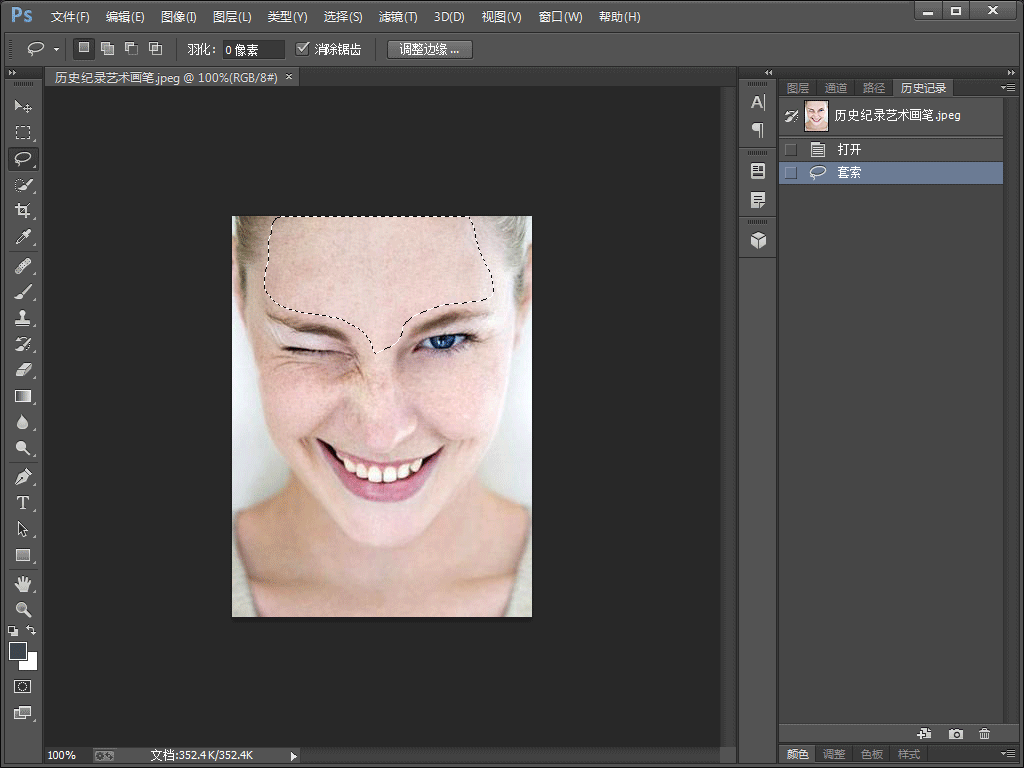 Ps 文件(F) 编辑(E) 图像(I) 图层(L) 类型(Y) 选择(S) 滤镜(T) 3D(D) 视图(V) 窗口(W) 帮助(H)
羽化: 0 像素 消除锯齿 调整边缘 ...
历史纪录艺术画笔.jpeg @ 100%(RGB/8#) ×
图层 通道 路径 历史记录
历史纪录艺术画笔.jpeg
打开
套索
100% 文档:352.4K/352.4K
颜色 调整 色板 样式